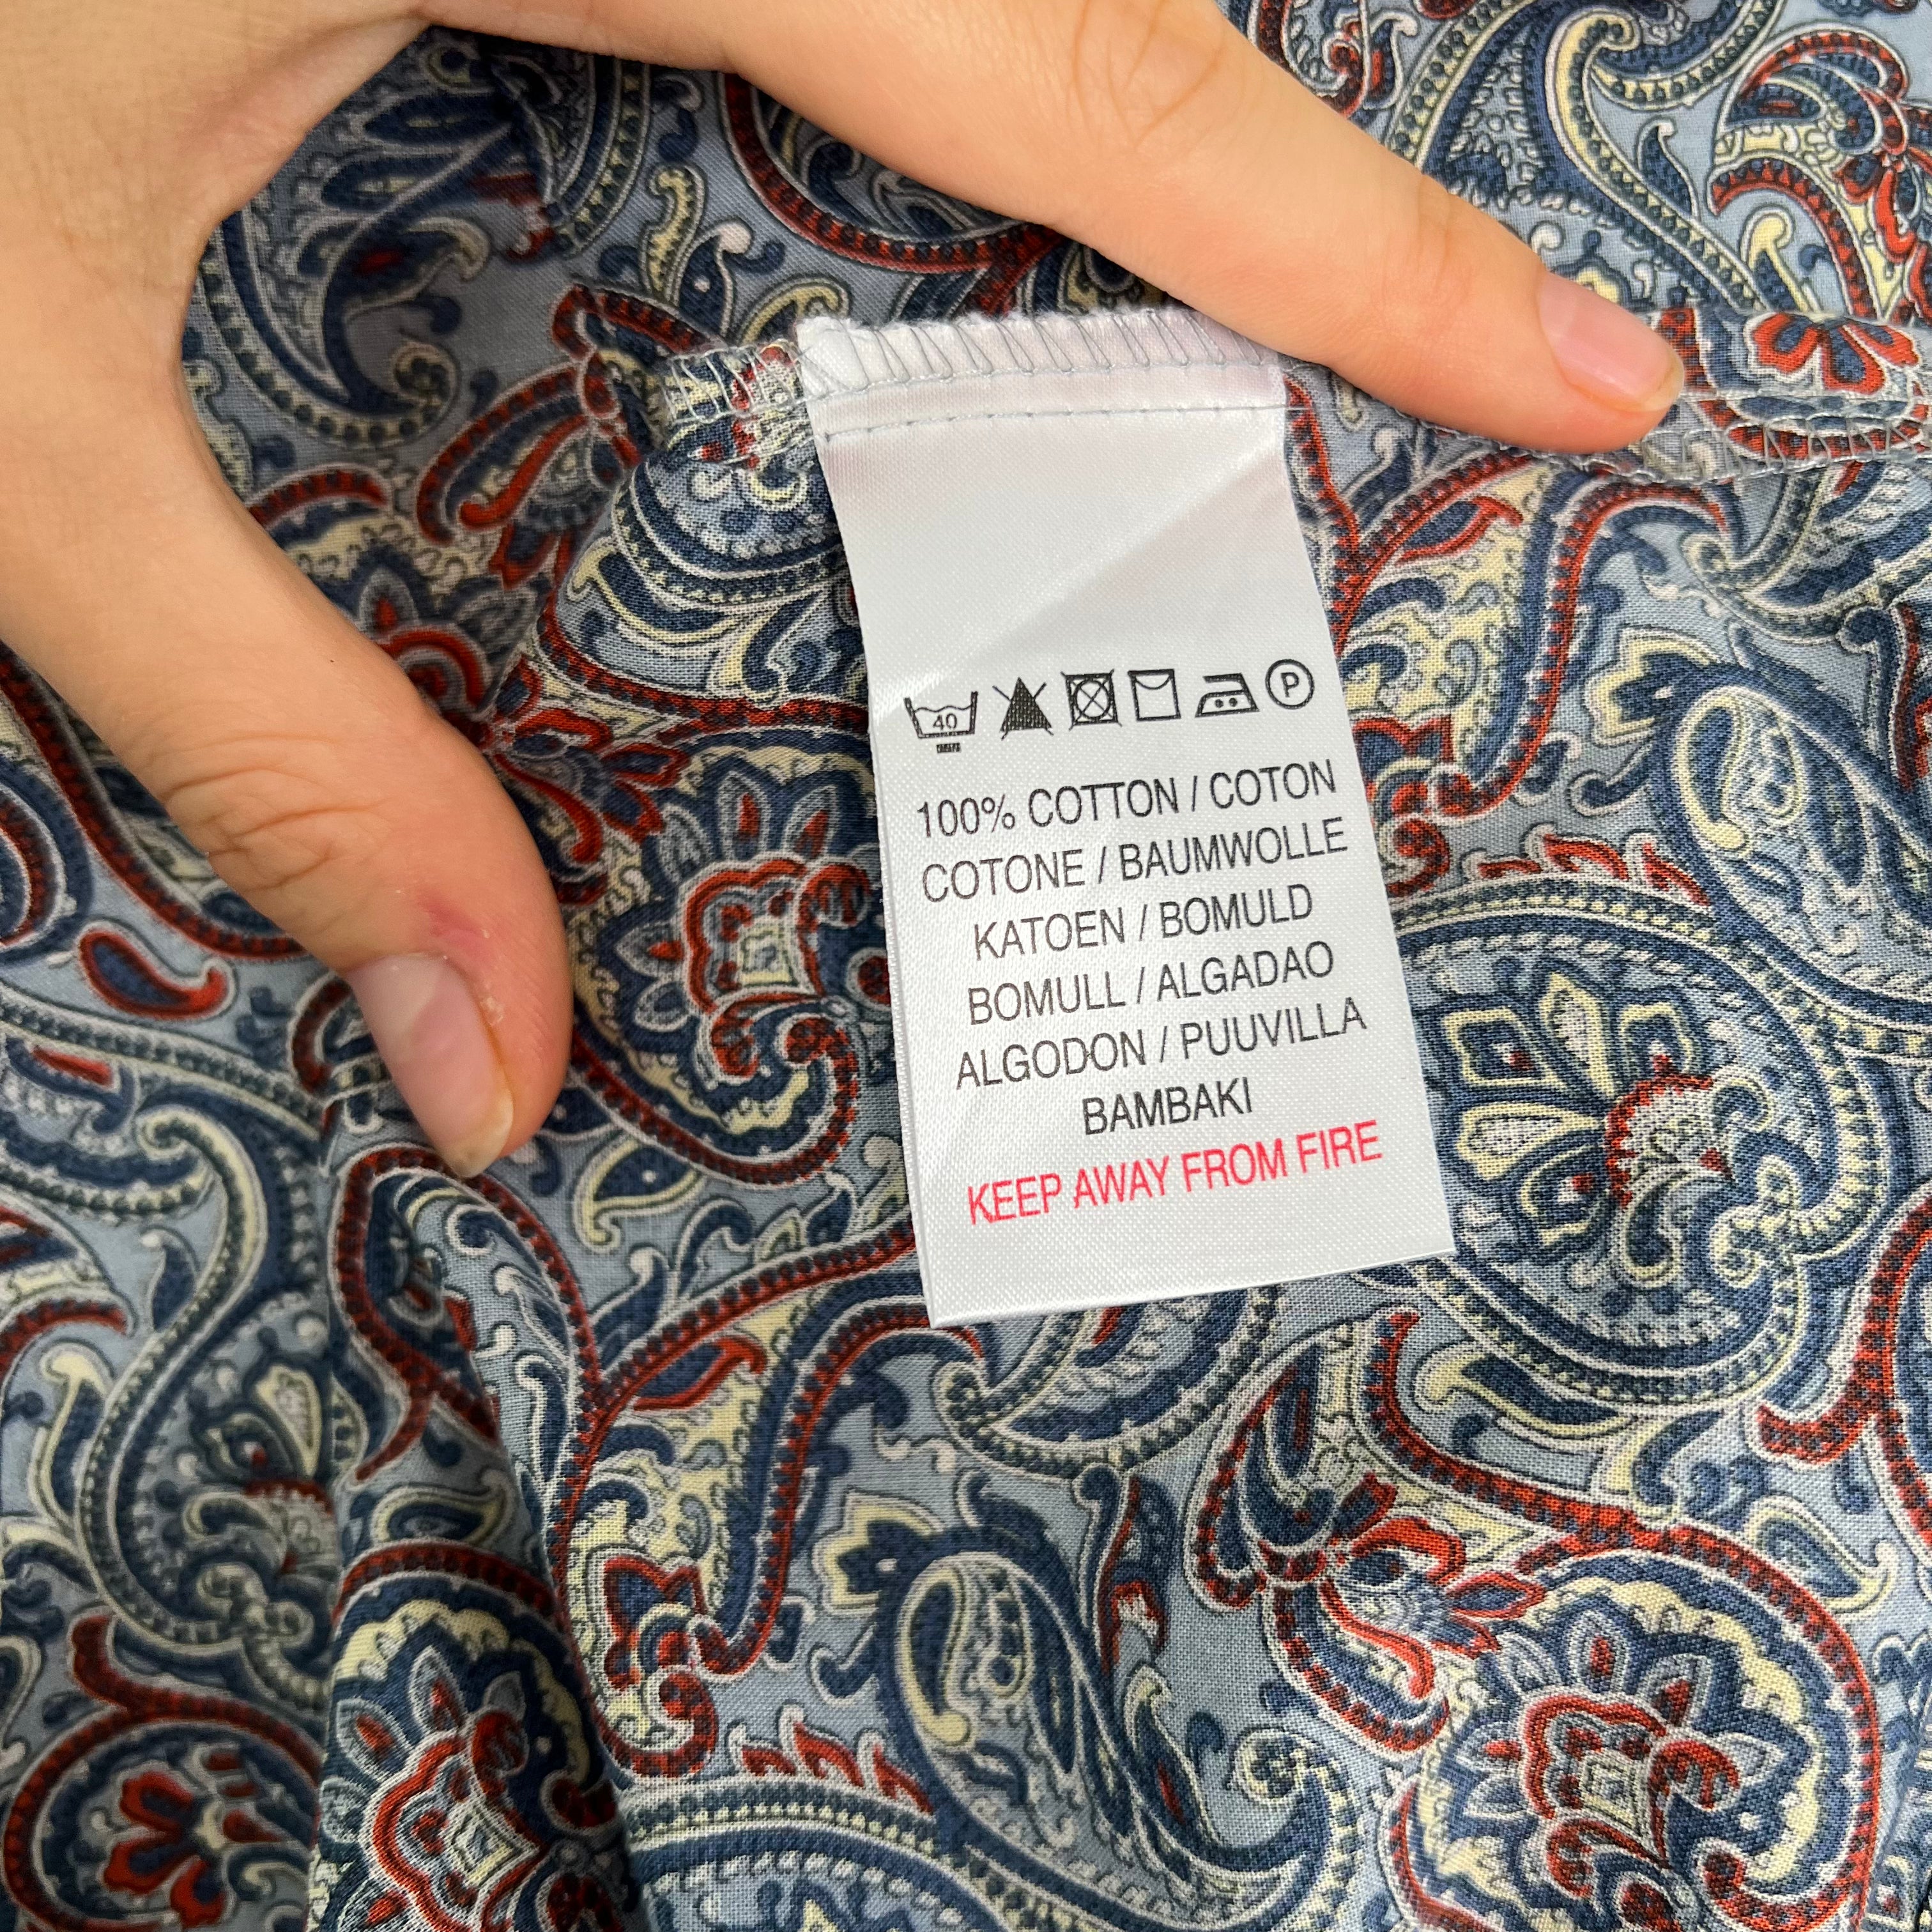 40
P
100% COTTON / COTON
COTONE / BAUMWOLLE
KATOEN / BOMULD
BOMULL / ALGADAO
ALGODON / PUUVILLA
BAMBAKI
KEEP AWAY FROM FIRE